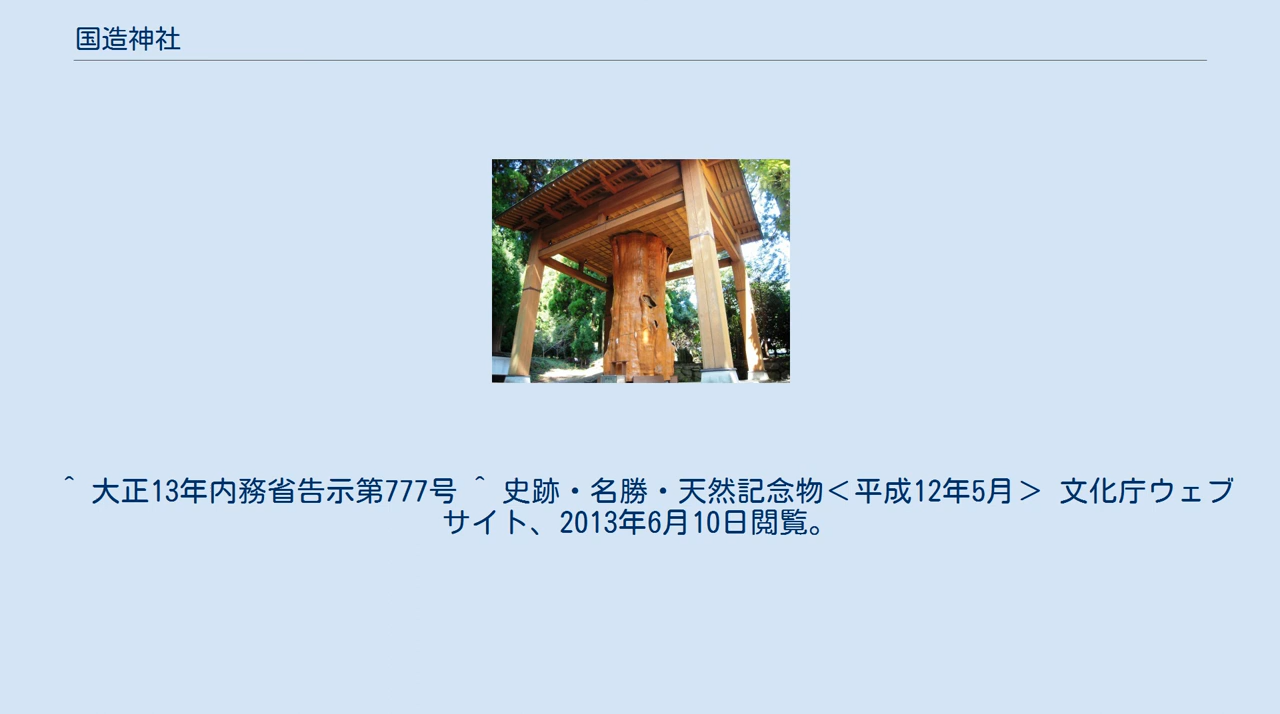 国造神社
^ 大正13年内務省告示第777号 ^ 史跡・名勝・天然記念物＜平成12年5月＞ 文化庁ウェブ
サイト、2013年6月10日閲覧。